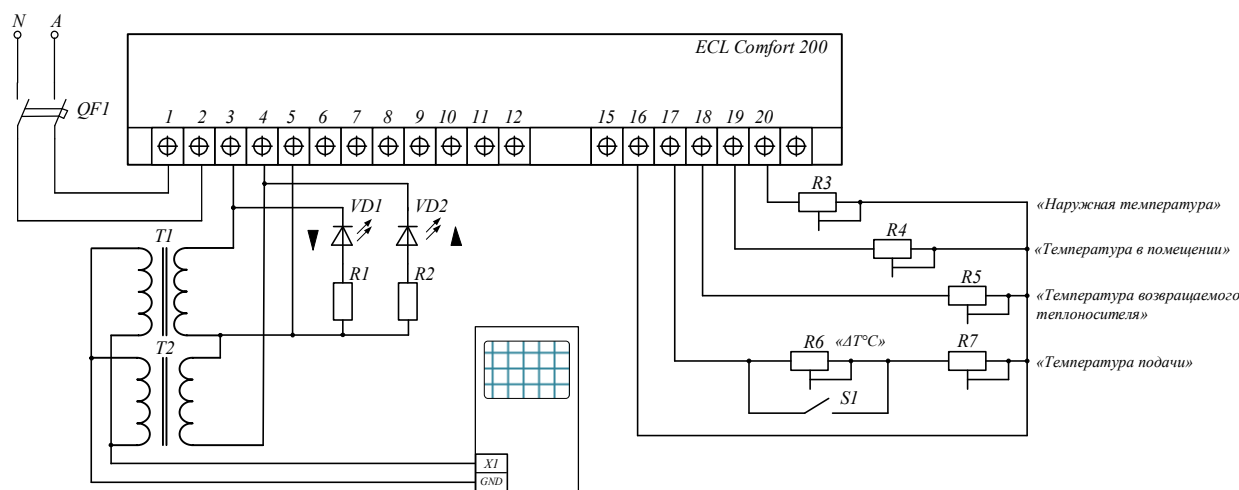 N A
ECL Comfort 200
QF1
1 2 3 4 5 6 7 8 9 10 11 12 15 16 17 18 19 20
VD1 VD2
R3
«Наружная температура»
T1
R4
«Температура в помещении»
R1 R2
R5
«Температура возвращаемого
теплоносителя»
T2
R6 «ΔT°C» R7
«Температура подачи»
S1
X1
GND